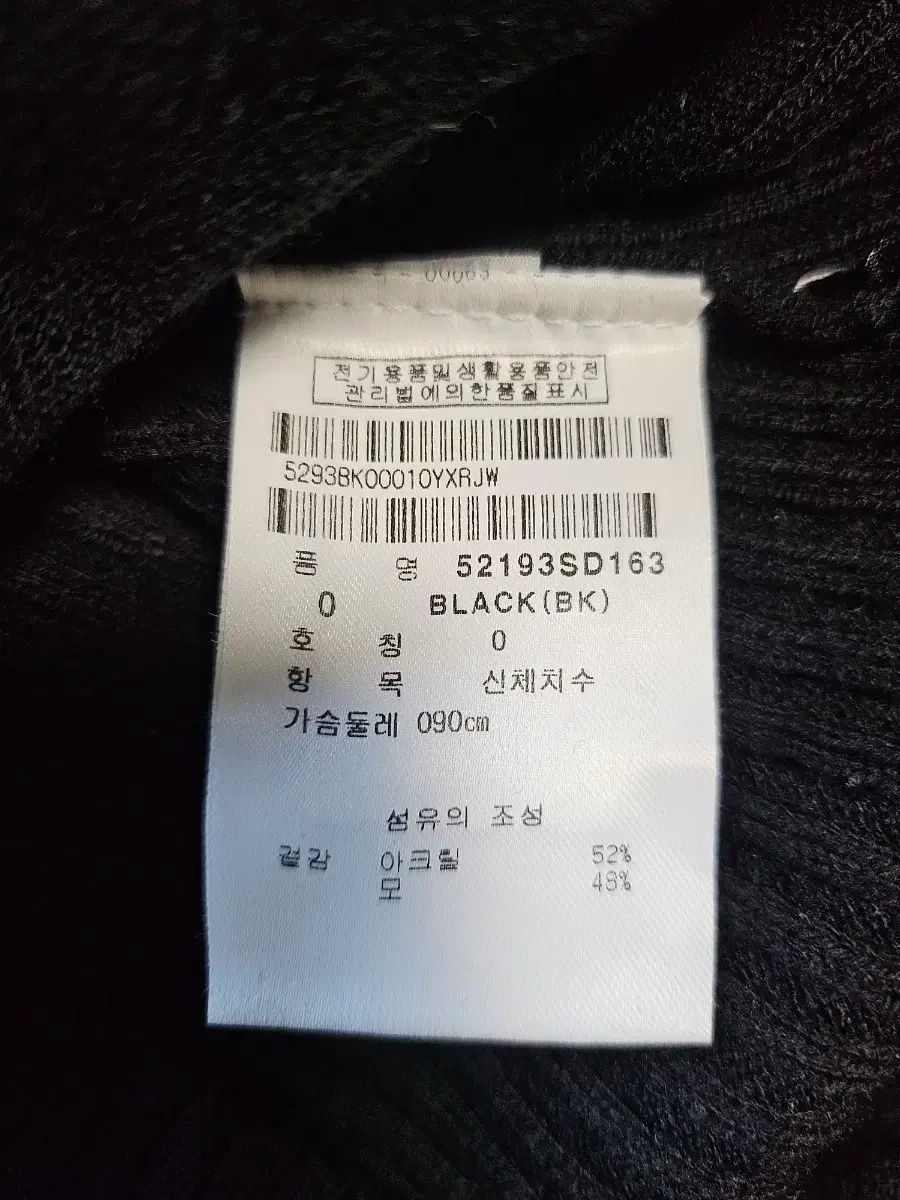 전기용품및생활용품안전
관리법에의한품질표시
5293BK00010YXRJW
품 명 52193SD163
0 BLACK(BK)
호 칭 0
항 목 신체치수
가슴둘레 090cm
섬유의 조성
겉감 아크릴 52%
모 48%